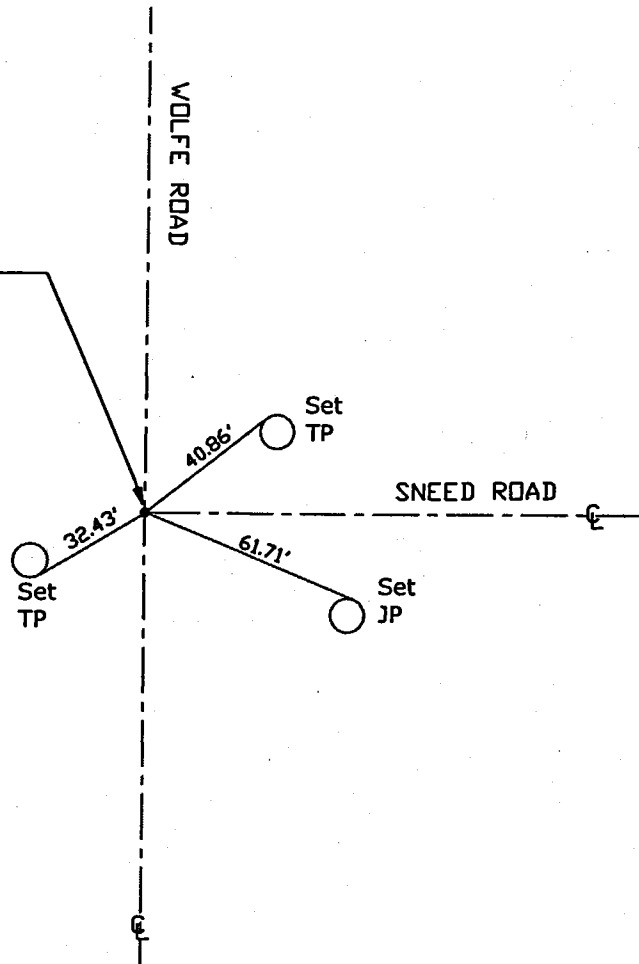 WOLFE ROAD
Set
TP
40.86'
SNEED ROAD
℄
32.43'
61.71'
Set
TP
Set
JP
℄